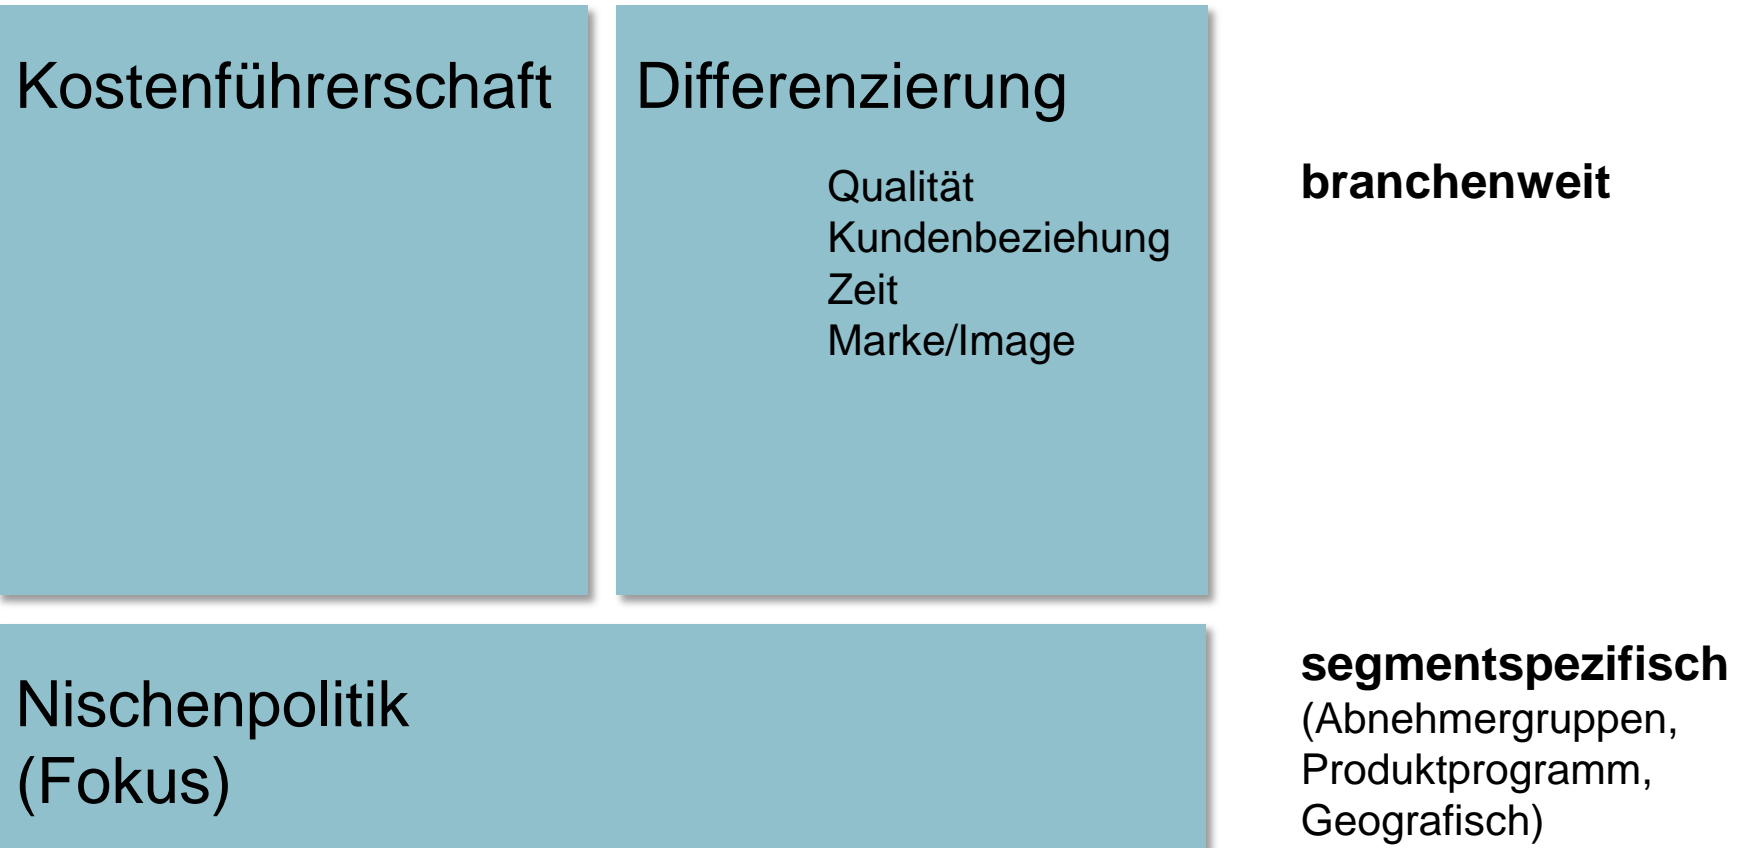 Kostenführerschaft
Differenzierung
Qualität
Kundenbeziehung
Zeit
Marke/Image
branchenweit
Nischenpolitik
(Fokus)
segmentspezifisch
(Abnehmergruppen,
Produktprogramm,
Geografisch)